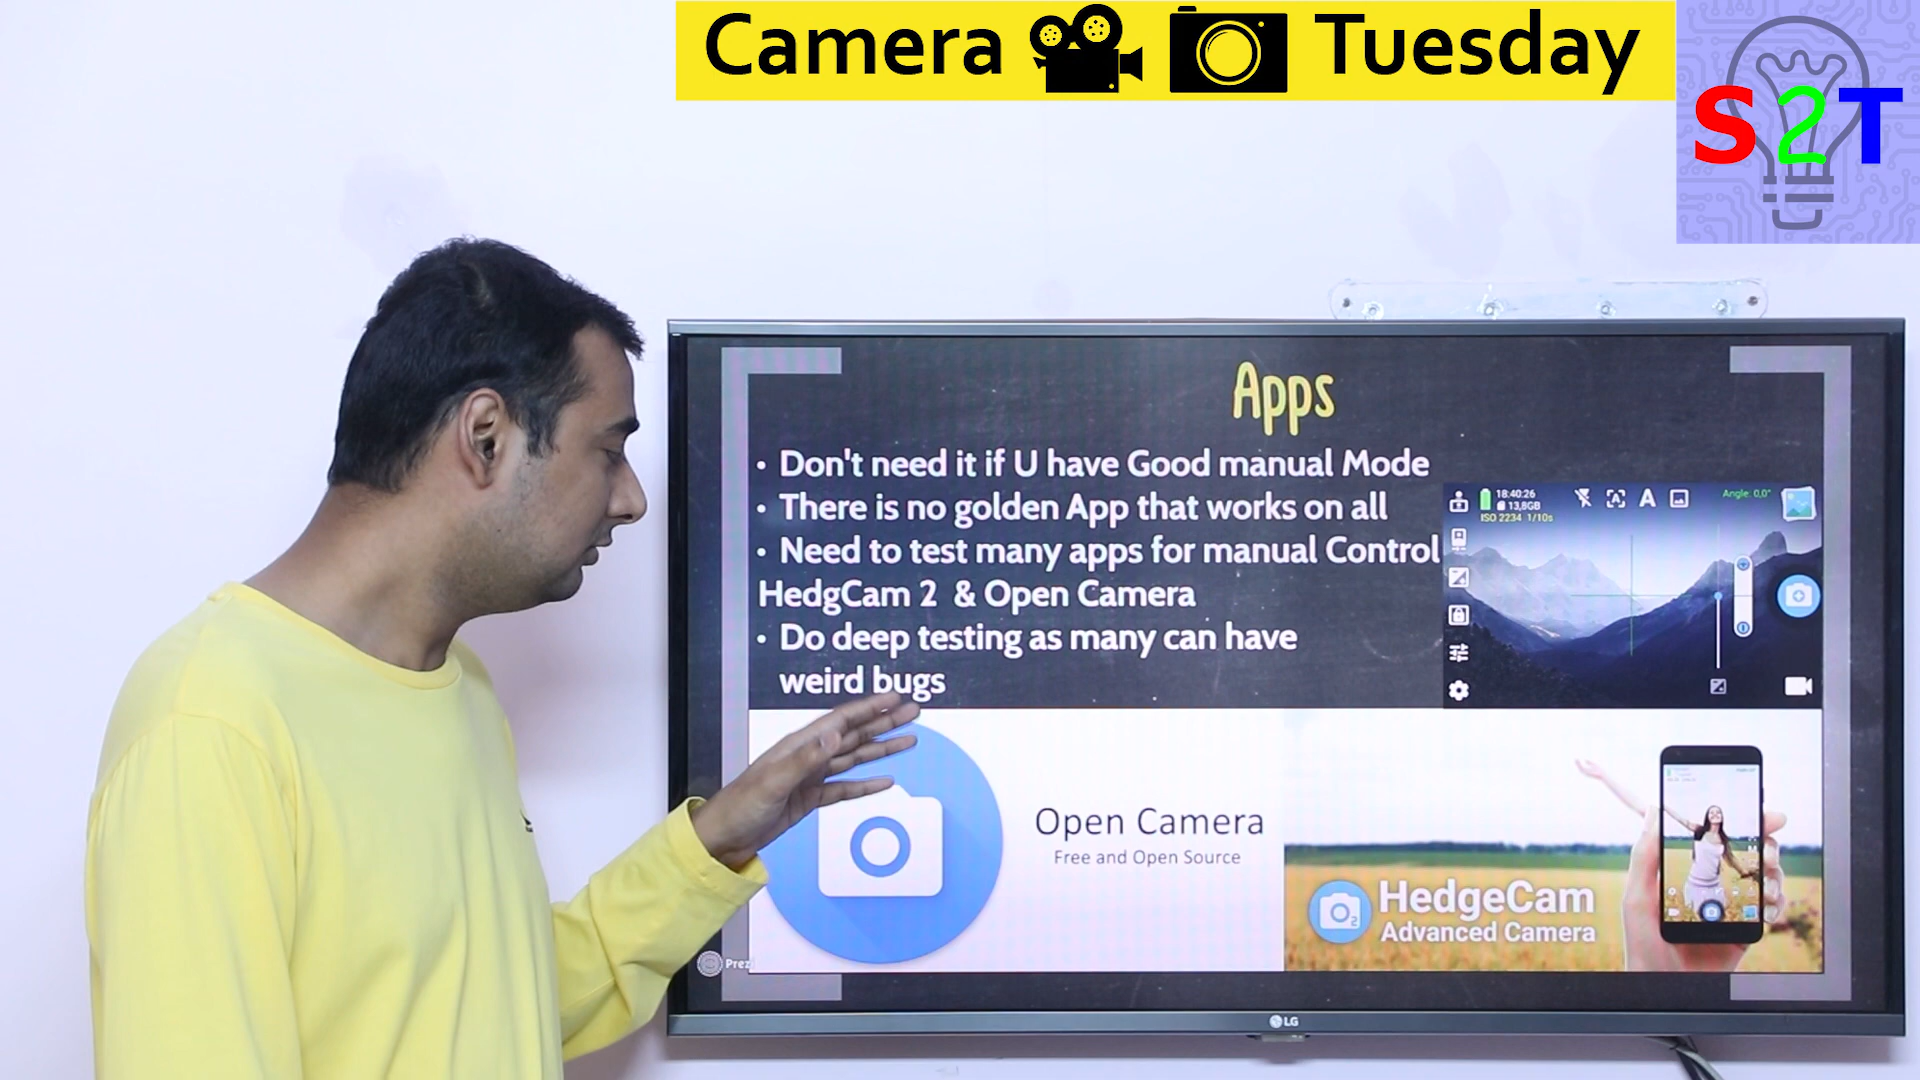 Camera Tuesday
S2T
Apps
• Don't need it if U have Good manual Mode
• There is no golden App that works on all
• Need to test many apps for manual Control
HedgCam 2 & Open Camera
• Do deep testing as many can have
weird bugs
18:40:26
13,8GB
ISO 2234 1/10s
A
Angle: 0,0°
Open Camera
Free and Open Source
2
HedgeCam
Advanced Camera
Prez
LG